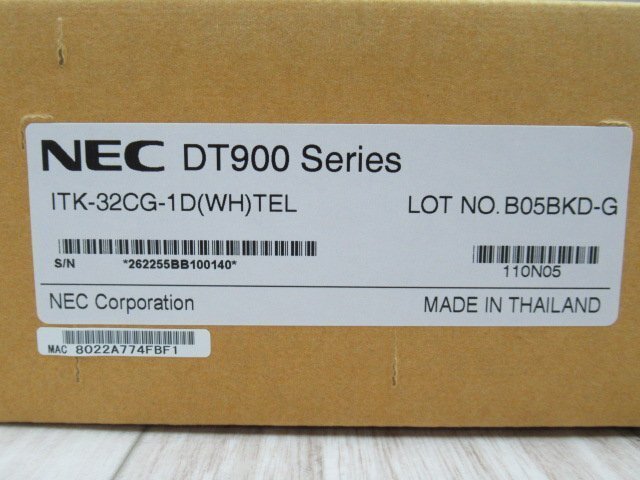 NEC DT900 Series
ITK-32CG-1D(WH)TEL LOT NO. B05BKD-G
S/N *262255BB100140* 110N05
NEC Corporation MADE IN THAILAND
MAC 8022A774FBF1